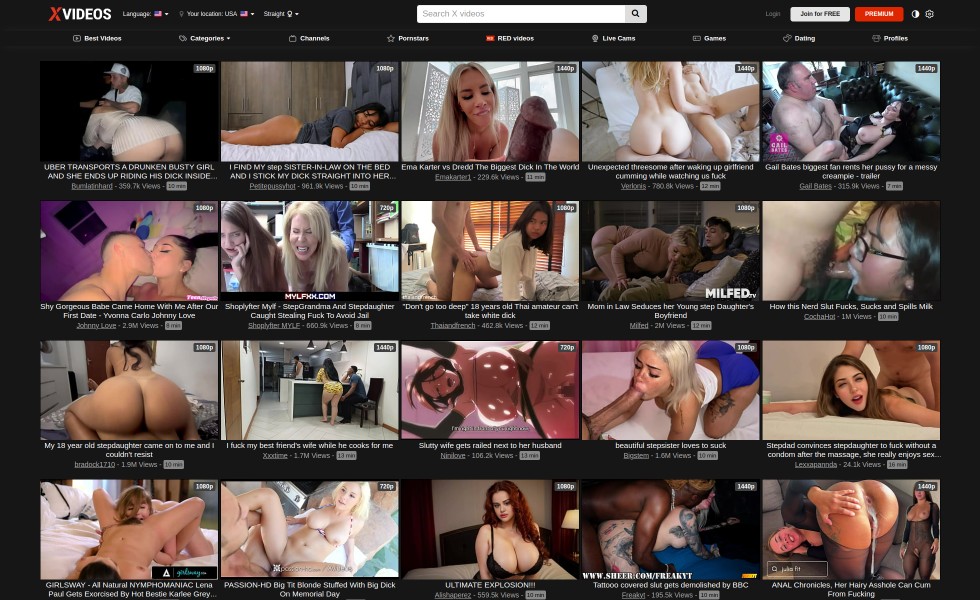 XVIDEOS
Language:
Your location: USA
Straight
Search X videos
Login
Join for FREE
PREMIUM
Best Videos
Categories
Channels
Pornstars
RED videos
Live Cams
Games
Dating
Profiles
1080p
UBER TRANSPORTS A DRUNKEN BUSTY GIRL
AND SHE ENDS UP RIDING HIS DICK INSIDE...
Bumlatinhard - 359.7k Views - 10 min
1080p
I FIND MY step SISTER-IN-LAW ON THE BED
AND I STICK MY DICK STRAIGHT INTO HER...
Petitepussyhot - 961.9k Views - 10 min
1440p
Ema Karter vs Dredd The Biggest Dick In The World
Emakarter1 - 229.6k Views - 11 min
1440p
Unexpected threesome after waking up girlfriend
cumming while watching us fuck
Verlonis - 780.8k Views - 12 min
1440p
GAIL
BATES
Gail Bates biggest fan rents her pussy for a messy
creampie - trailer
Gail Bates - 315.9k Views - 7 min
1080p
Shy Gorgeous Babe Came Home With Me After Our
First Date - Yvonna Carlo Johnny Love
Johnny Love - 2.9M Views - 8 min
720p
MYLFXX.COM
Shoplyfter Mylf - StepGrandma And Stepdaughter
Caught Stealing Fuck To Avoid Jail
Shoplyfter MYLF - 660.9k Views - 8 min
1080p
"Don't go too deep" 18 years old Thai amateur can't
take white dick
Thaiandfrench - 462.8k Views - 12 min
1080p
MILFED.TV
Mom in Law Seduces her Young step Daughter's
Boyfriend
Milfed - 2M Views - 12 min
1080p
How this Nerd Slut Fucks, Sucks and Spills Milk
CochaHot - 1M Views - 10 min
1080p
My 18 year old stepdaughter came on to me and I
couldn't resist
bradock1710 - 1.9M Views - 10 min
1440p
I fuck my best friend's wife while he cooks for me
Xxxtime - 1.7M Views - 13 min
720p
Slutty wife gets railed next to her husband
Ninilove - 106.2k Views - 13 min
1080p
beautiful stepsister loves to suck
Bigstem - 1.6M Views - 10 min
1080p
Stepdad convinces stepdaughter to fuck without a
condom after the massage, she really enjoys sex...
Lexxapannda - 24.1k Views - 16 min
1080p
girlsway.com
GIRLSWAY - All Natural NYMPHOMANIAC Lena
Paul Gets Exorcised By Hot Bestie Karlee Grey...
720p
PASSION-HD Big Tit Blonde Stuffed With Big Dick
On Memorial Day
1080p
ULTIMATE EXPLOSION!!!
Alishaperez - 559.5k Views - 10 min
1440p
WWW.SHEER.COM/FREAKYT
Tattooo covered slut gets demolished by BBC
Freakyt - 195.5k Views - 10 min
1440p
julia fit
ANAL Chronicles, Her Hairy Asshole Can Cum
From Fucking